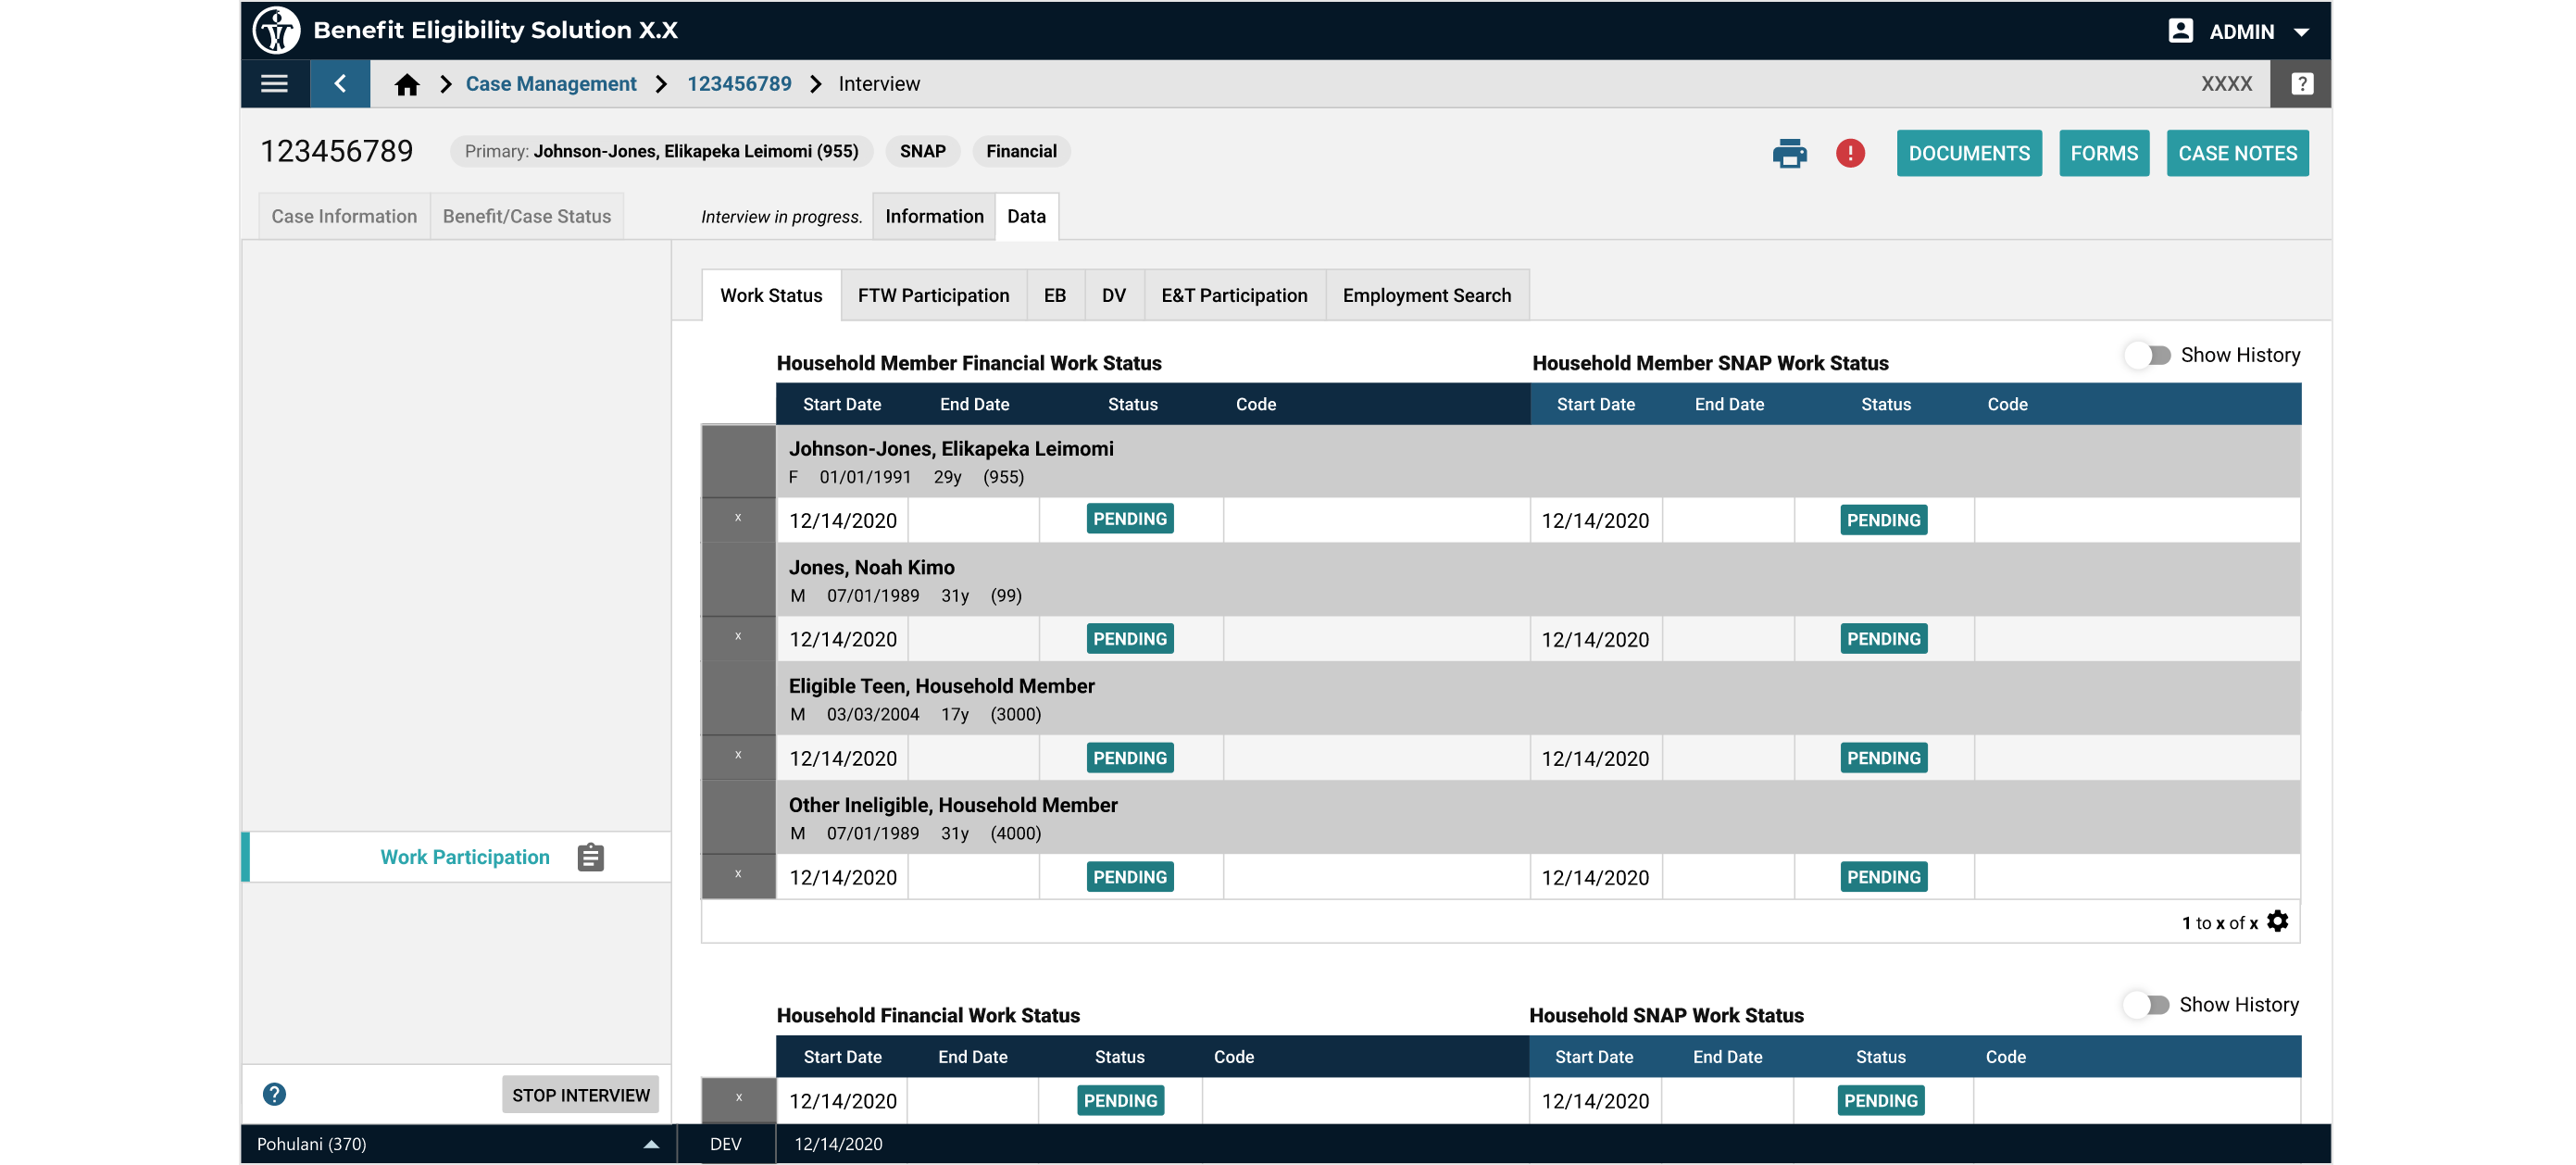 Benefit Eligibility Solution X.X
ADMIN
Case Management
123456789
Interview
XXXX
?
123456789
Primary: Johnson-Jones, Elikapeka Leimomi (955)
SNAP
Financial
!
DOCUMENTS
FORMS
CASE NOTES
Case Information
Benefit/Case Status
Interview in progress.
Information
Data
Work Status
FTW Participation
EB
DV
E&T Participation
Employment Search
Household Member Financial Work Status
Household Member SNAP Work Status
Show History
Start Date End Date Status Code Start Date End Date Status Code
Johnson-Jones, Elikapeka Leimomi
F 01/01/1991 29y (955)
x 12/14/2020 PENDING 12/14/2020 PENDING
Jones, Noah Kimo
M 07/01/1989 31y (99)
x 12/14/2020 PENDING 12/14/2020 PENDING
Eligible Teen, Household Member
M 03/03/2004 17y (3000)
x 12/14/2020 PENDING 12/14/2020 PENDING
Other Ineligible, Household Member
M 07/01/1989 31y (4000)
x 12/14/2020 PENDING 12/14/2020 PENDING
1 to x of x
Work Participation
Household Financial Work Status
Household SNAP Work Status
Show History
Start Date End Date Status Code Start Date End Date Status Code
x 12/14/2020 PENDING 12/14/2020 PENDING
?
STOP INTERVIEW
Pohulani (370)
DEV
12/14/2020